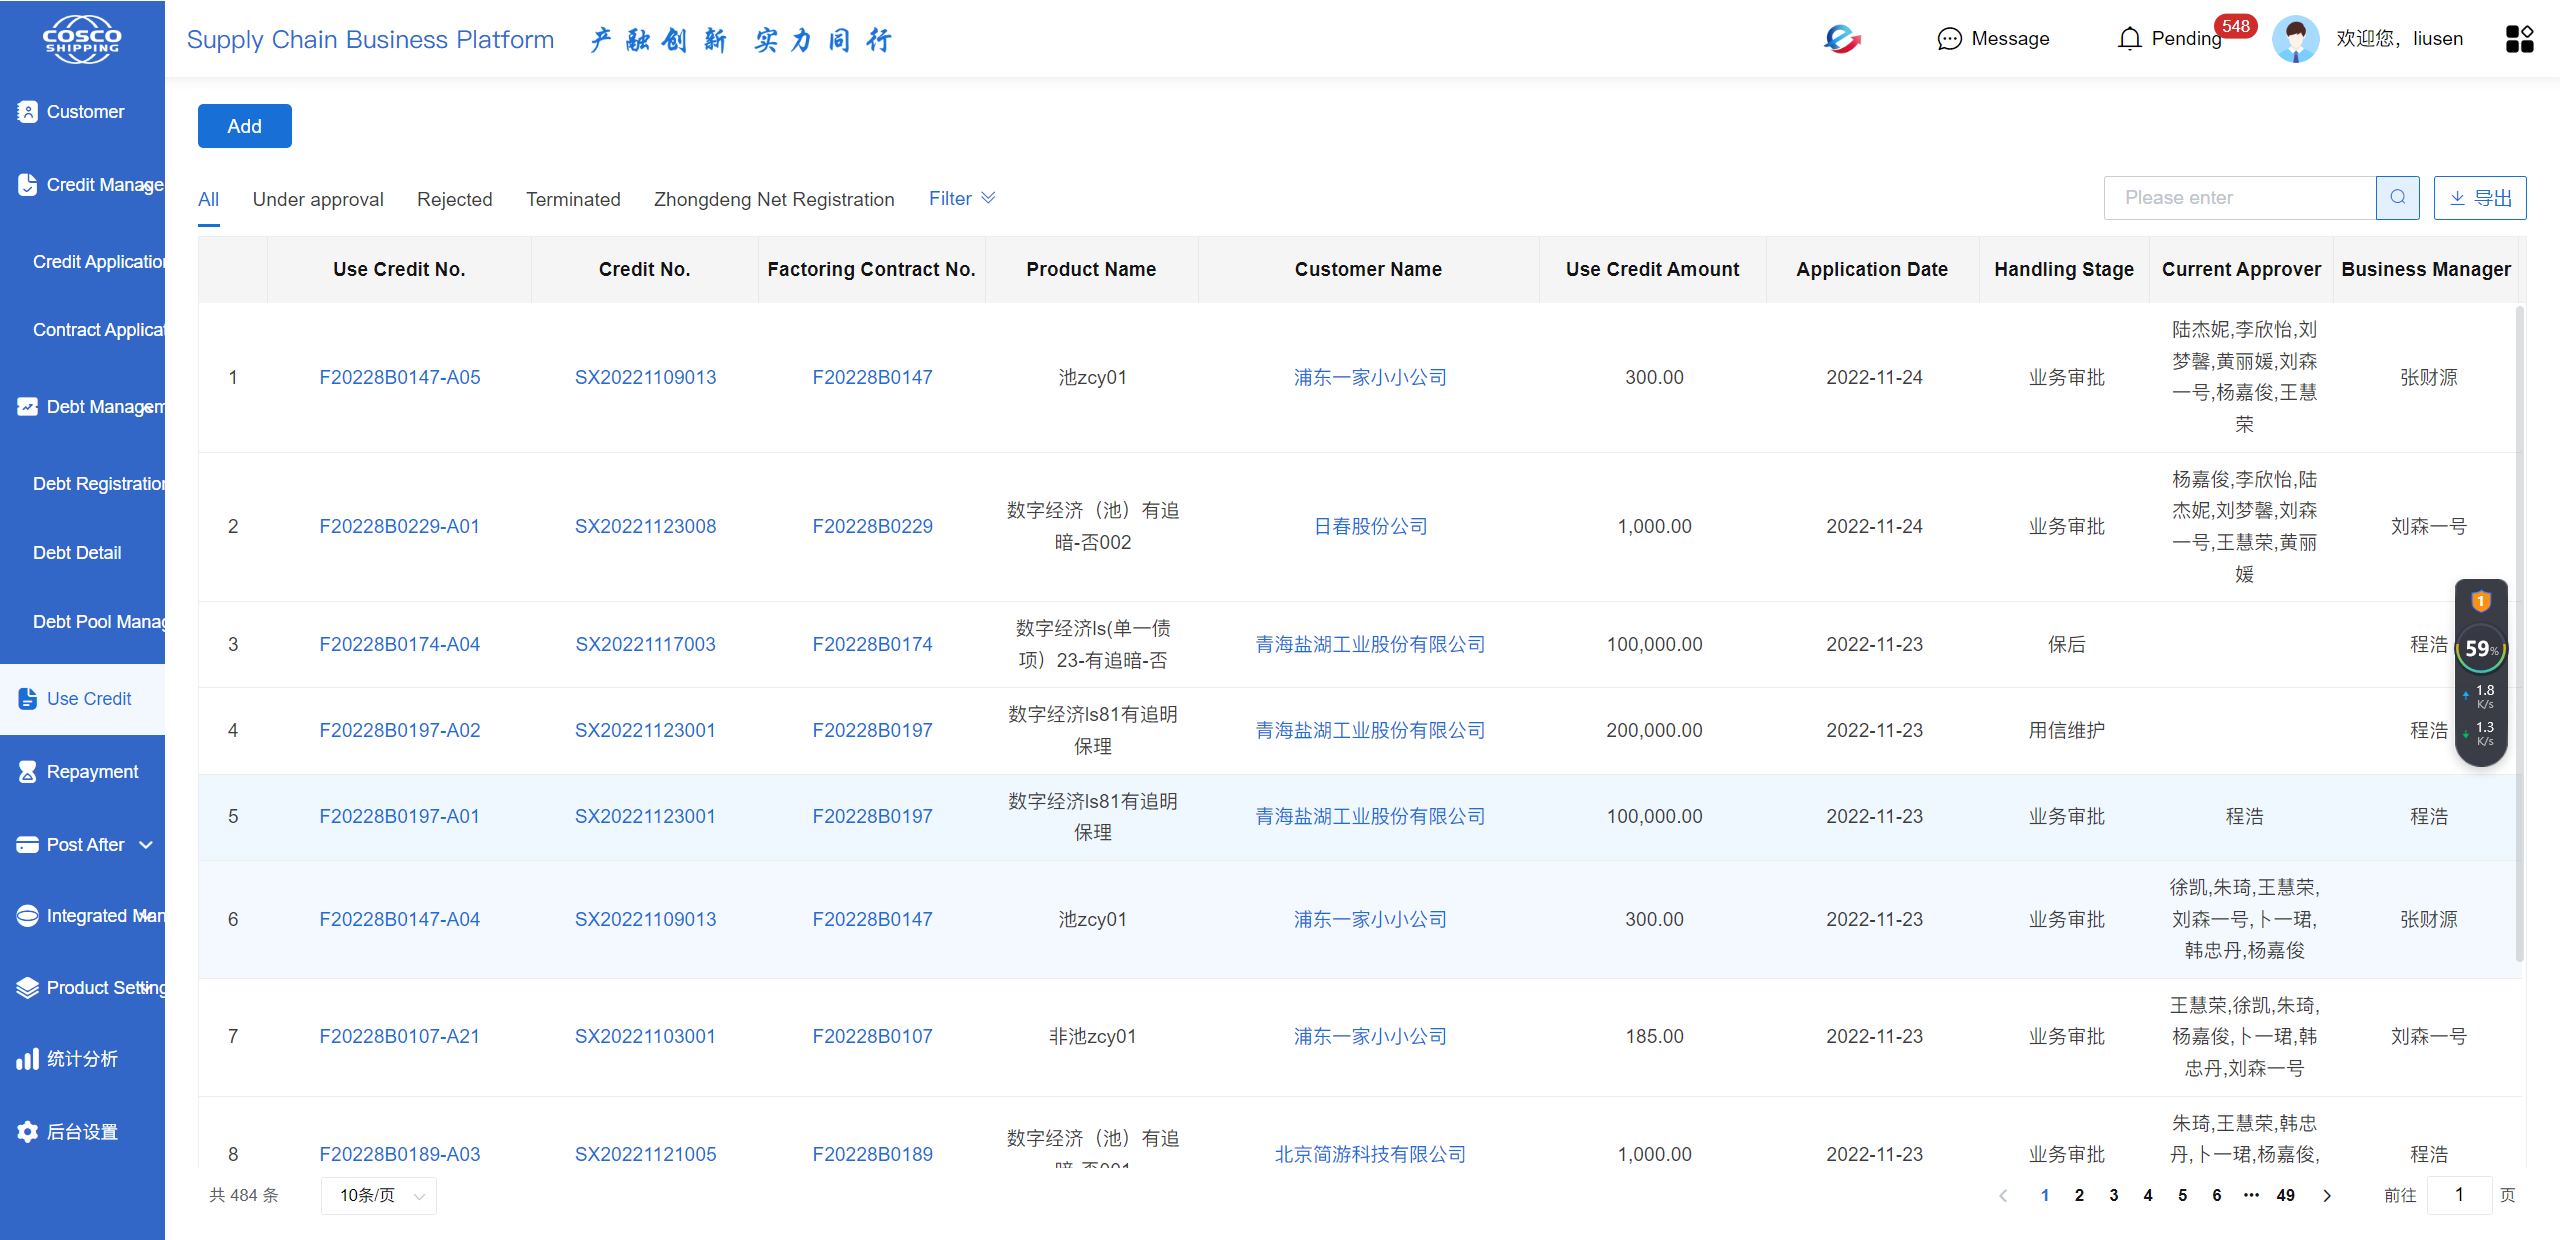 COSCO
SHIPPING
Supply Chain Business Platform
产融创新 实力同行
Message
Pending
548
欢迎您，liusen
Customer
Credit Manage
Credit Application
Contract Applicat
Debt Managem
Debt Registration
Debt Detail
Debt Pool Manag
Use Credit
Repayment
Post After
Integrated Man
Product Setting
统计分析
后台设置
Add
All Under approval Rejected Terminated Zhongdeng Net Registration Filter
Please enter
导出
Use Credit No. Credit No. Factoring Contract No. Product Name Customer Name Use Credit Amount Application Date Handling Stage Current Approver Business Manager
1 F20228B0147-A05 SX20221109013 F20228B0147 池zcy01 浦东一家小小公司 300.00 2022-11-24 业务审批
陆杰妮,李欣怡,刘
梦馨,黄丽媛,刘森
一号,杨嘉俊,王慧
荣
张财源
2 F20228B0229-A01 SX20221123008 F20228B0229
数字经济（池）有追
暗-否002
日春股份公司 1,000.00 2022-11-24 业务审批
杨嘉俊,李欣怡,陆
杰妮,刘梦馨,刘森
一号,王慧荣,黄丽
媛
刘森一号
3 F20228B0174-A04 SX20221117003 F20228B0174
数字经济ls(单一债
项）23-有追暗-否
青海盐湖工业股份有限公司 100,000.00 2022-11-23 保后 程浩
4 F20228B0197-A02 SX20221123001 F20228B0197
数字经济ls81有追明
保理
青海盐湖工业股份有限公司 200,000.00 2022-11-23 用信维护 程浩
5 F20228B0197-A01 SX20221123001 F20228B0197
数字经济ls81有追明
保理
青海盐湖工业股份有限公司 100,000.00 2022-11-23 业务审批 程浩 程浩
6 F20228B0147-A04 SX20221109013 F20228B0147 池zcy01 浦东一家小小公司 300.00 2022-11-23 业务审批
徐凯,朱琦,王慧荣,
刘森一号,卜一珺,
韩忠丹,杨嘉俊
张财源
7 F20228B0107-A21 SX20221103001 F20228B0107 非池zcy01 浦东一家小小公司 185.00 2022-11-23 业务审批
王慧荣,徐凯,朱琦,
杨嘉俊,卜一珺,韩
忠丹,刘森一号
刘森一号
8 F20228B0189-A03 SX20221121005 F20228B0189
数字经济（池）有追
暗-否001
北京简游科技有限公司 1,000.00 2022-11-23 业务审批
朱琦,王慧荣,韩忠
丹,卜一珺,杨嘉俊,
程浩
1
59%
1.8
K/s
1.3
K/s
共 484 条
10条/页
1 2 3 4 5 6 ··· 49
前往 1 页